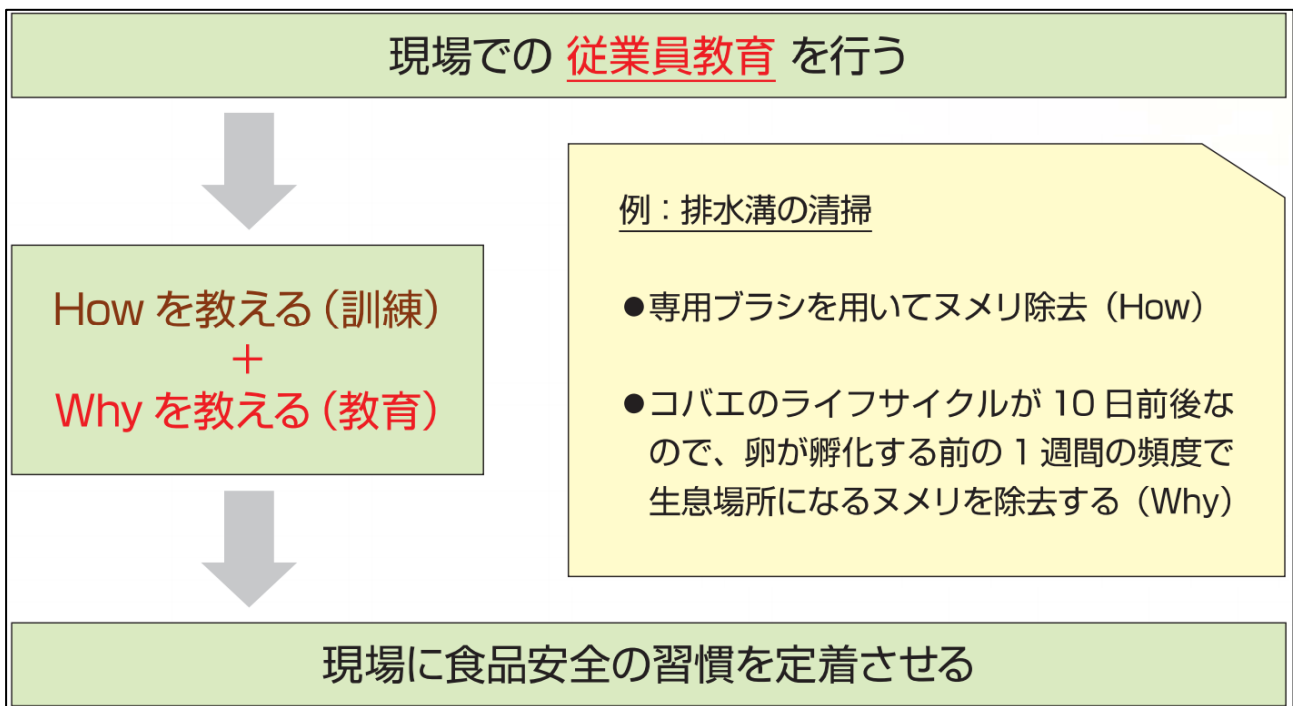 現場での 従業員教育 を行う
How を教える（訓練）
＋
Why を教える（教育）
例：排水溝の清掃
●専用ブラシを用いてヌメリ除去（How）
●コバエのライフサイクルが 10 日前後な
ので、卵が孵化する前の 1 週間の頻度で
生息場所になるヌメリを除去する（Why）
現場に食品安全の習慣を定着させる